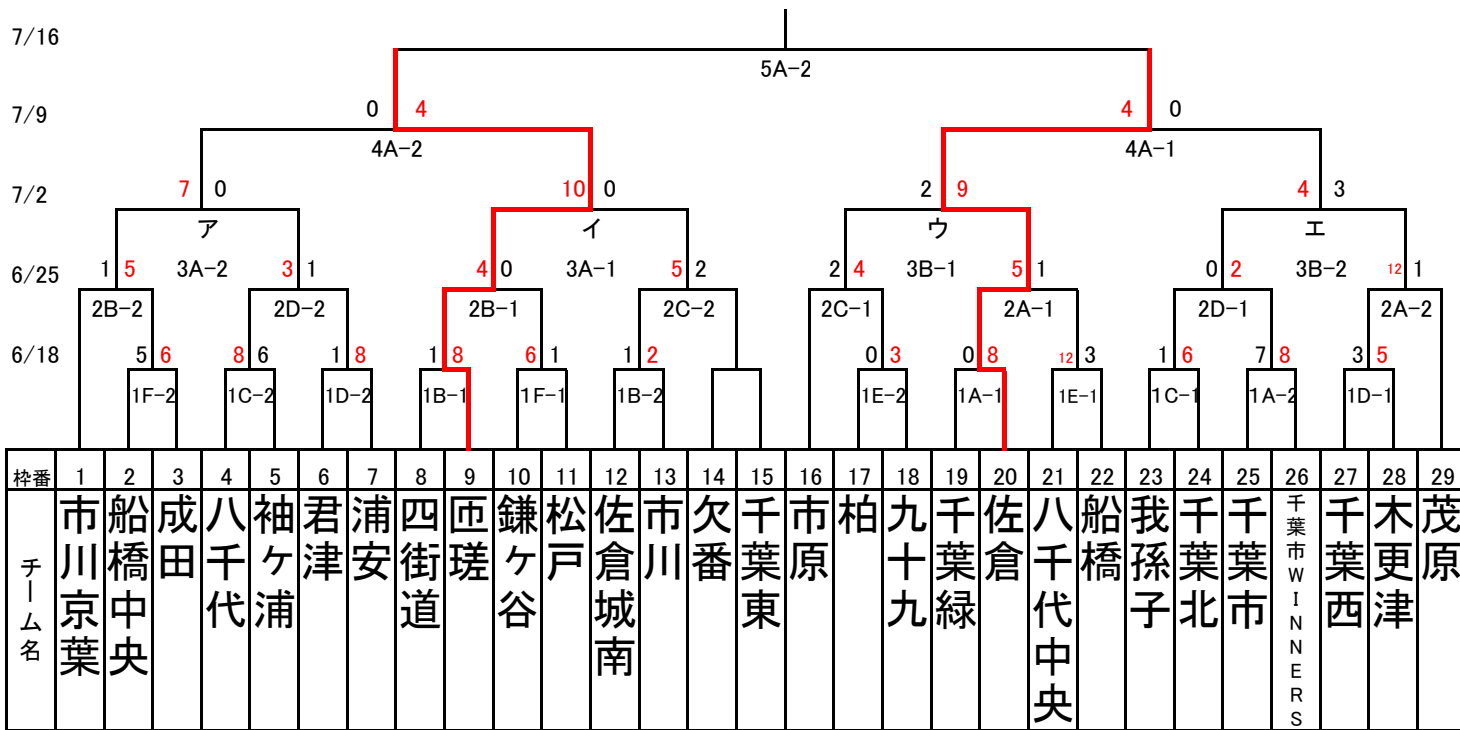 7/16
5A-2
7/9 0 4 4 0
4A-2 4A-1
7/2 7 0 10 0 2 9 4 3
ア イ ウ エ
6/25 1 5 3A-2 3 1 4 0 3A-1 5 2 2 4 3B-1 5 1 0 2 3B-2 12 1
2B-2 2D-2 2B-1 2C-2 2C-1 2A-1 2D-1 2A-2
6/18 5 6 8 6 1 8 1 8 6 1 1 2 0 3 0 8 12 3 1 6 7 8 3 5
1F-2 1C-2 1D-2 1B-1 1F-1 1B-2 1E-2 1A-1 1E-1 1C-1 1A-2 1D-1
枠番 1 2 3 4 5 6 7 8 9 10 11 12 13 14 15 16 17 18 19 20 21 22 23 24 25 26 27 28 29
チーム名
市川京葉
船橋中央
成田
八千代
袖ヶ浦
君津
浦安
四街道
匝瑳
鎌ヶ谷
松戸
佐倉城南
市川
欠番
千葉東
市原
柏
九十九
千葉緑
佐倉
八千代中央
船橋
我孫子
千葉北
千葉市
千葉市WINNERS
千葉西
木更津
茂原